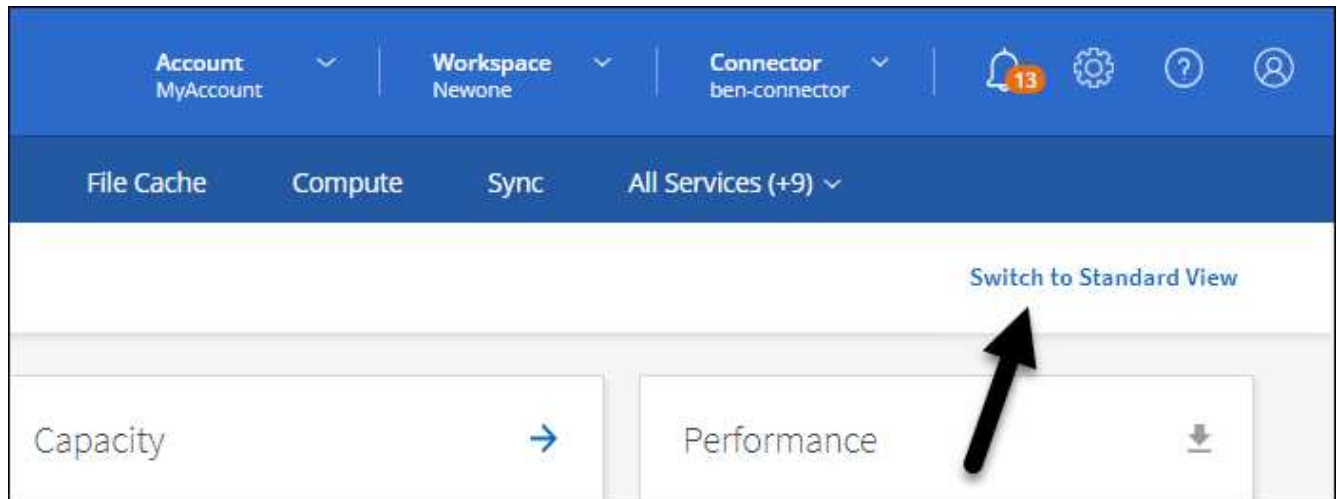 Account Workspace Connector
MyAccount Newone ben-connector
13
File Cache Compute Sync All Services (+9)
Switch to Standard View
Capacity Performance